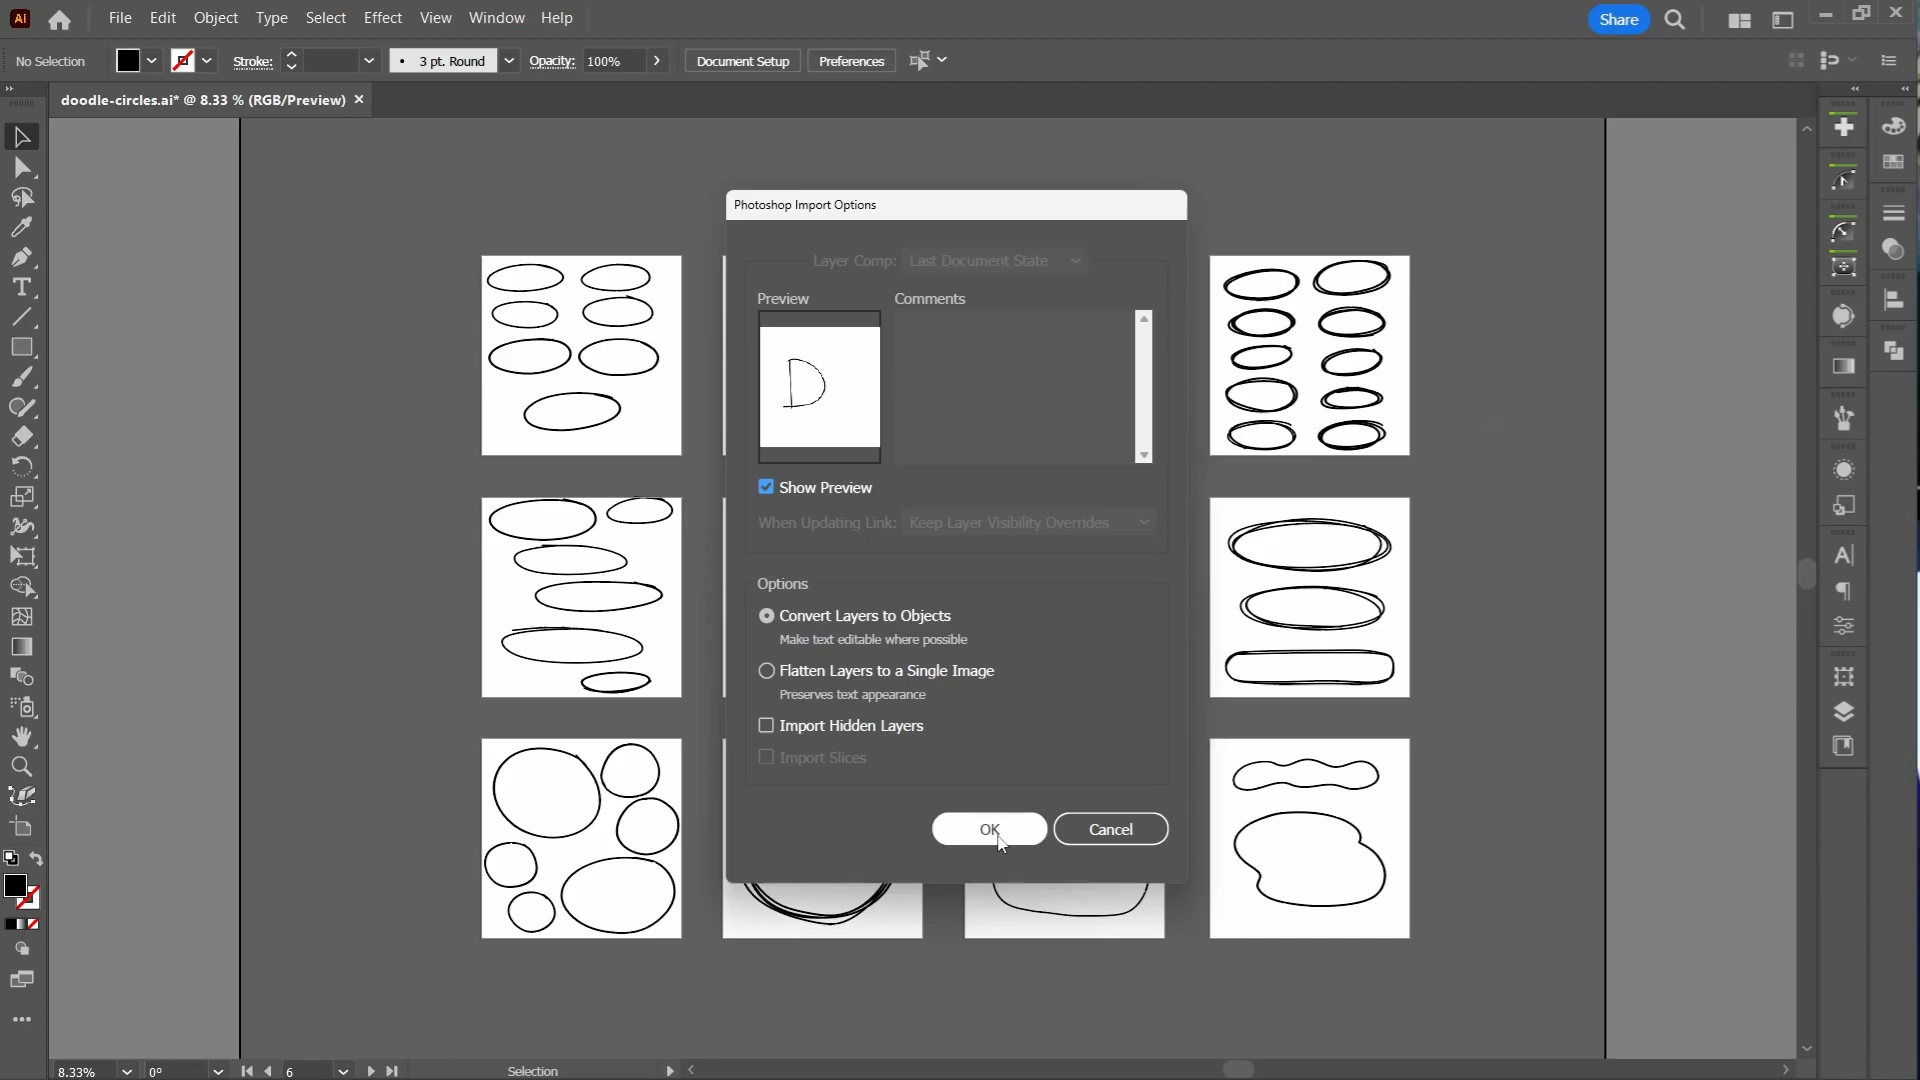 Ai File Edit Object Type Select Effect View Window Help Share
No Selection Stroke: 3 pt. Round Opacity: 100% Document Setup Preferences
doodle-circles.ai* @ 8.33 % (RGB/Preview)
Photoshop Import Options
Layer Comp: Last Document State
Preview Comments
D
Show Preview
When Updating Link: Keep Layer Visibility Overrides
Options
Convert Layers to Objects
Make text editable where possible
Flatten Layers to a Single Image
Preserves text appearance
Import Hidden Layers
Import Slices
OK Cancel
8.33% 0° 6 Selection